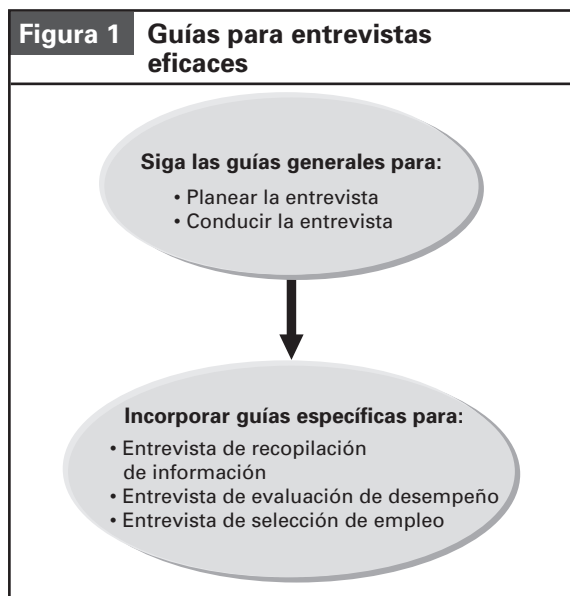 Figura 1 Guías para entrevistas
eficaces
Siga las guías generales para:
• Planear la entrevista
• Conducir la entrevista
Incorporar guías específicas para:
• Entrevista de recopilación
de información
• Entrevista de evaluación de desempeño
• Entrevista de selección de empleo